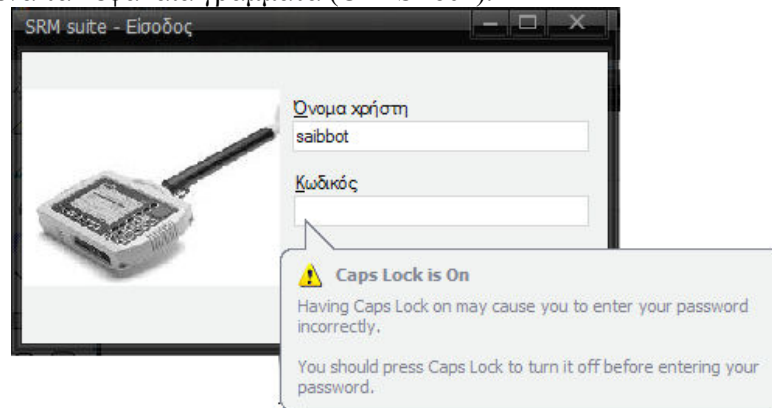 SRM suite - Είσοδος
Όνομα χρήστη
saibbot
Κωδικός
Caps Lock is On
Having Caps Lock on may cause you to enter your password
incorrectly.
You should press Caps Lock to turn it off before entering your
password.